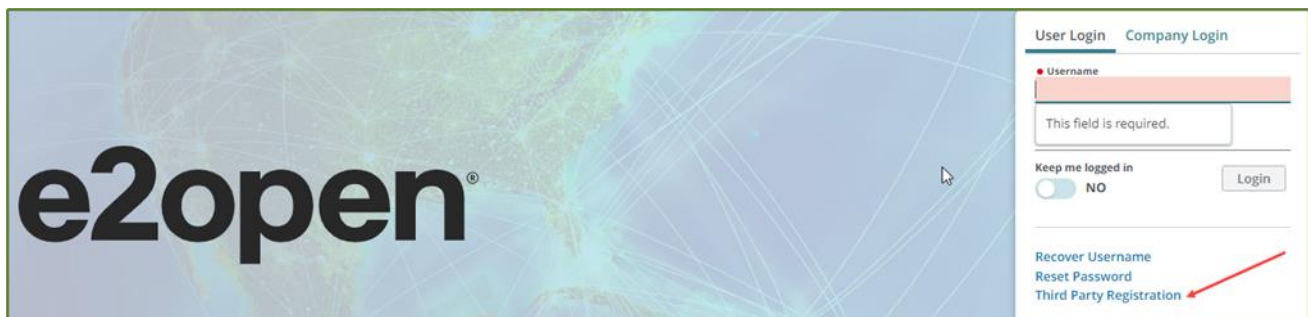 e2open®
User Login Company Login
Username
This field is required.
Keep me logged in
NO
Login
Recover Username
Reset Password
Third Party Registration